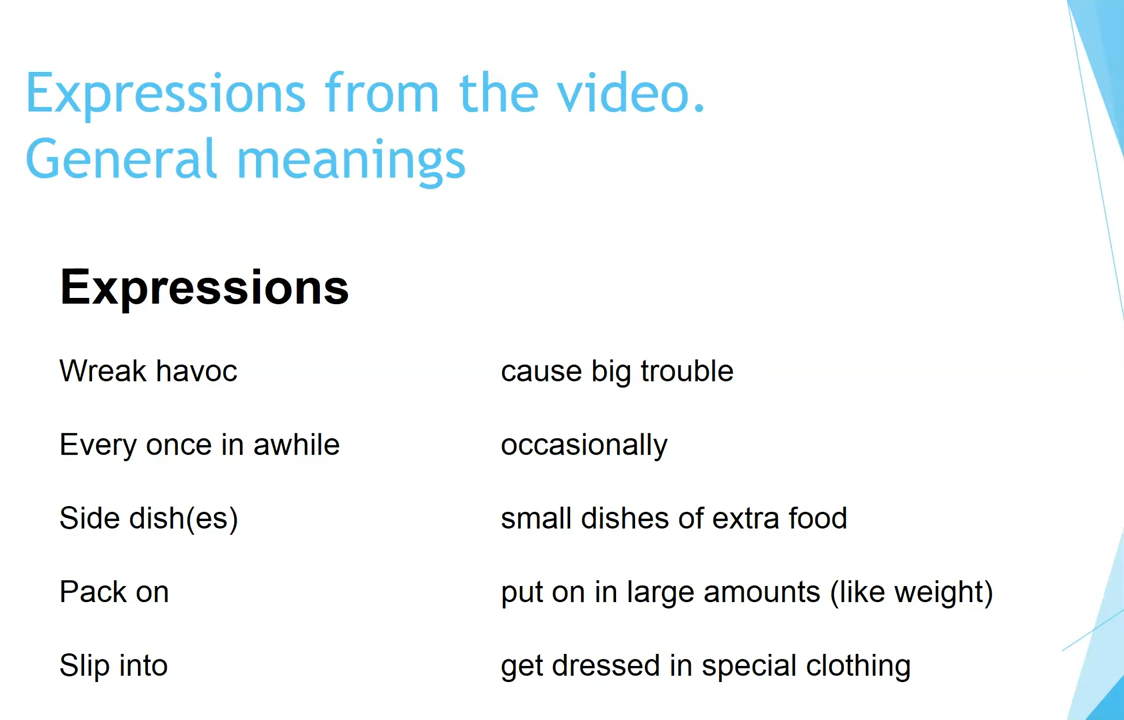 Expressions from the video.
General meanings
Expressions
Wreak havoc cause big trouble
Every once in awhile occasionally
Side dish(es) small dishes of extra food
Pack on put on in large amounts (like weight)
Slip into get dressed in special clothing